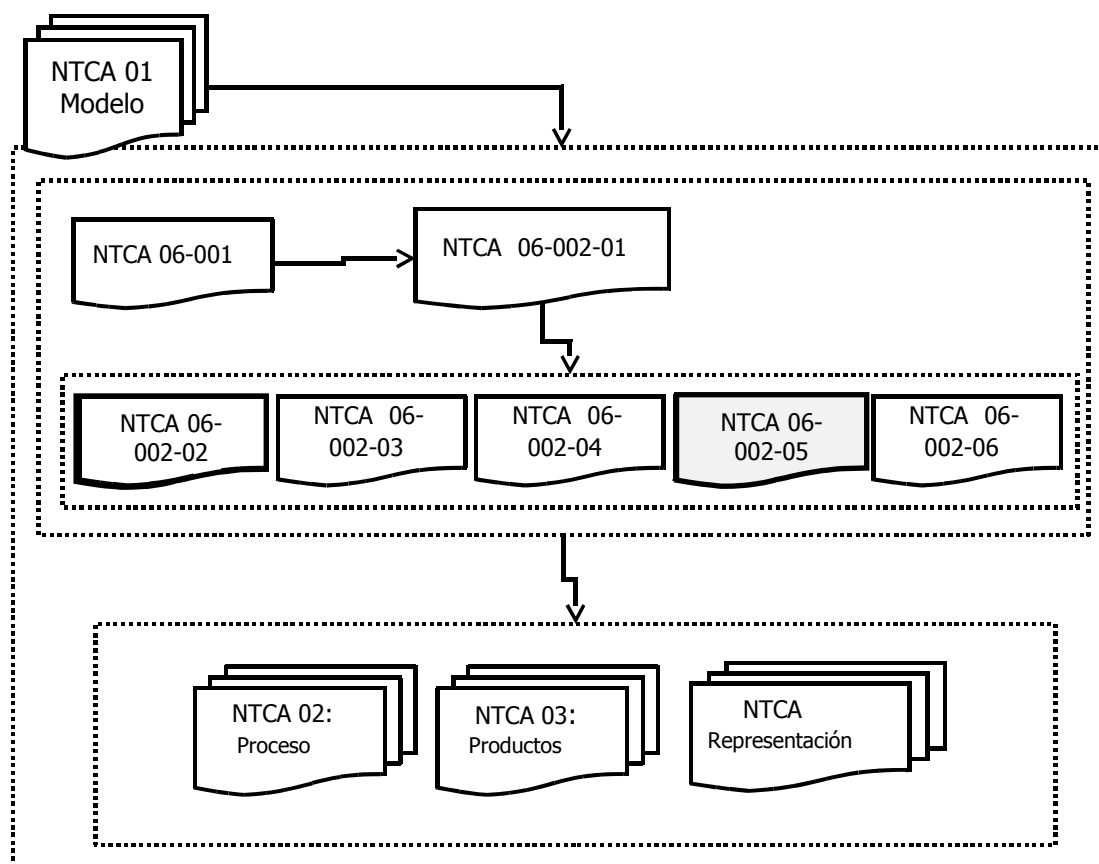 NTCA 01
Modelo
NTCA 06-001
NTCA 06-002-01
NTCA 06-
002-02
NTCA 06-
002-03
NTCA 06-
002-04
NTCA 06-
002-05
NTCA 06-
002-06
NTCA 02:
Proceso
NTCA 03:
Productos
NTCA
Representación